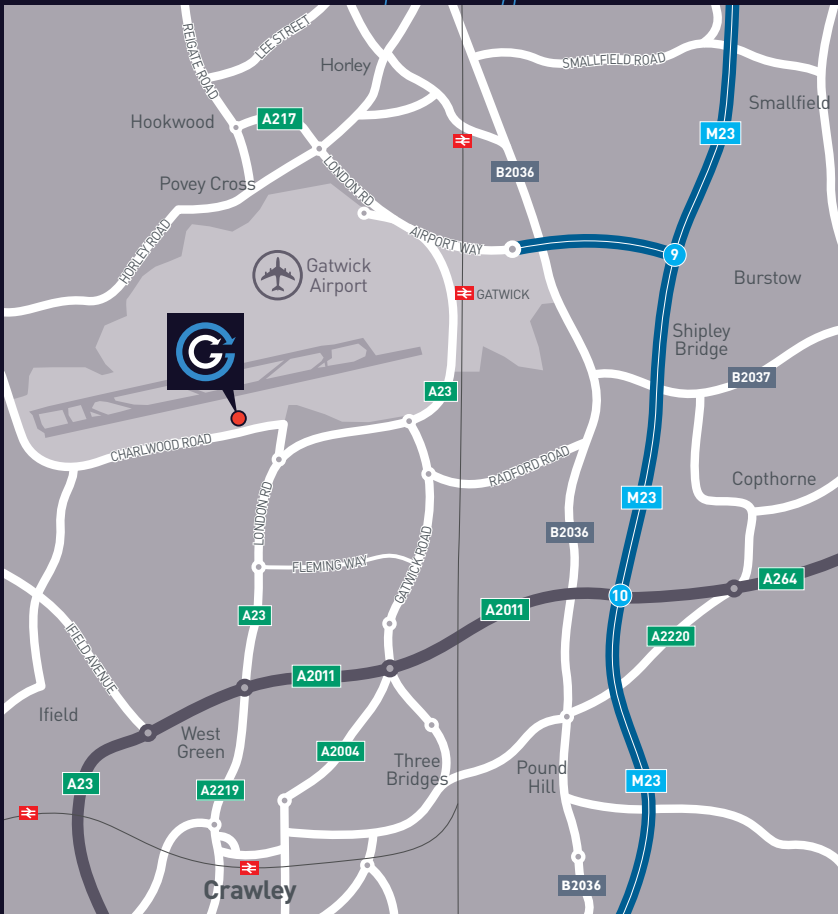 REIGATE ROAD
LEE STREET
Horley
SMALLFIELD ROAD
Smallfield
Hookwood
A217
M23
Povey Cross
LONDON RD
B2036
HORLEY ROAD
AIRPORT WAY
9
Gatwick
Airport
GATWICK
Burstow
Shipley
Bridge
G
A23
B2037
CHARLWOOD ROAD
RADFORD ROAD
Copthorne
M23
LONDON RD
B2036
GATWICK ROAD
FLEMING WAY
A264
10
A23
A2011
A2220
IFIELD AVENUE
A2011
Ifield
West
Green
A2004
Three
Bridges
Pound
Hill
A23
A2219
M23
Crawley
B2036